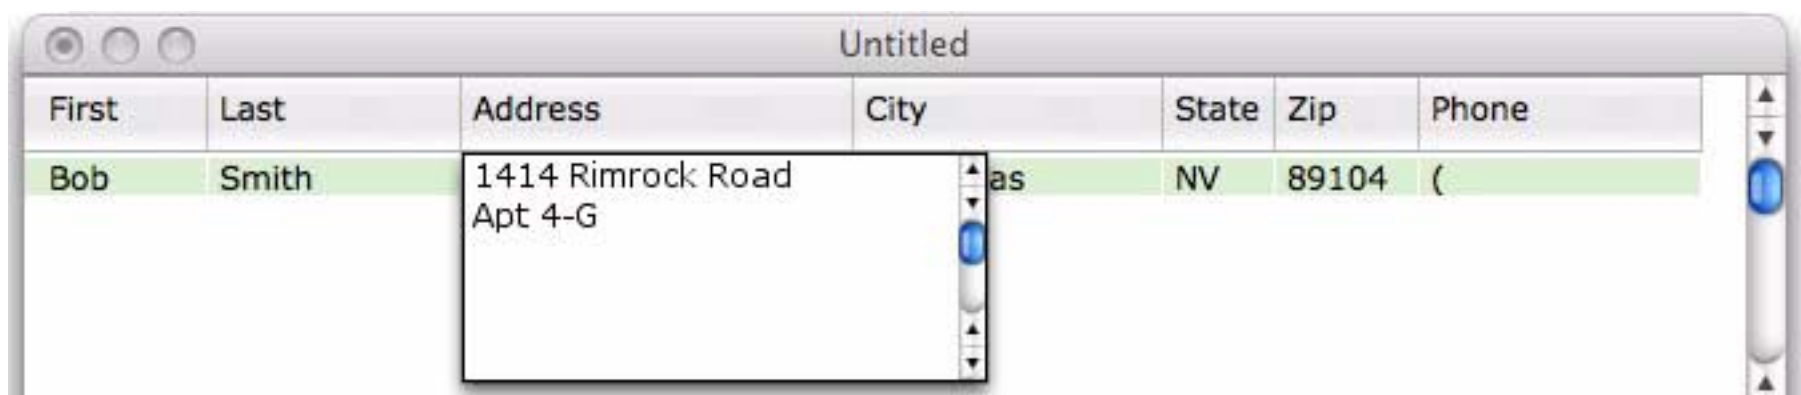 Untitled
First Last Address City State Zip Phone
Bob Smith 1414 Rimrock Road as NV 89104 (
Apt 4-G